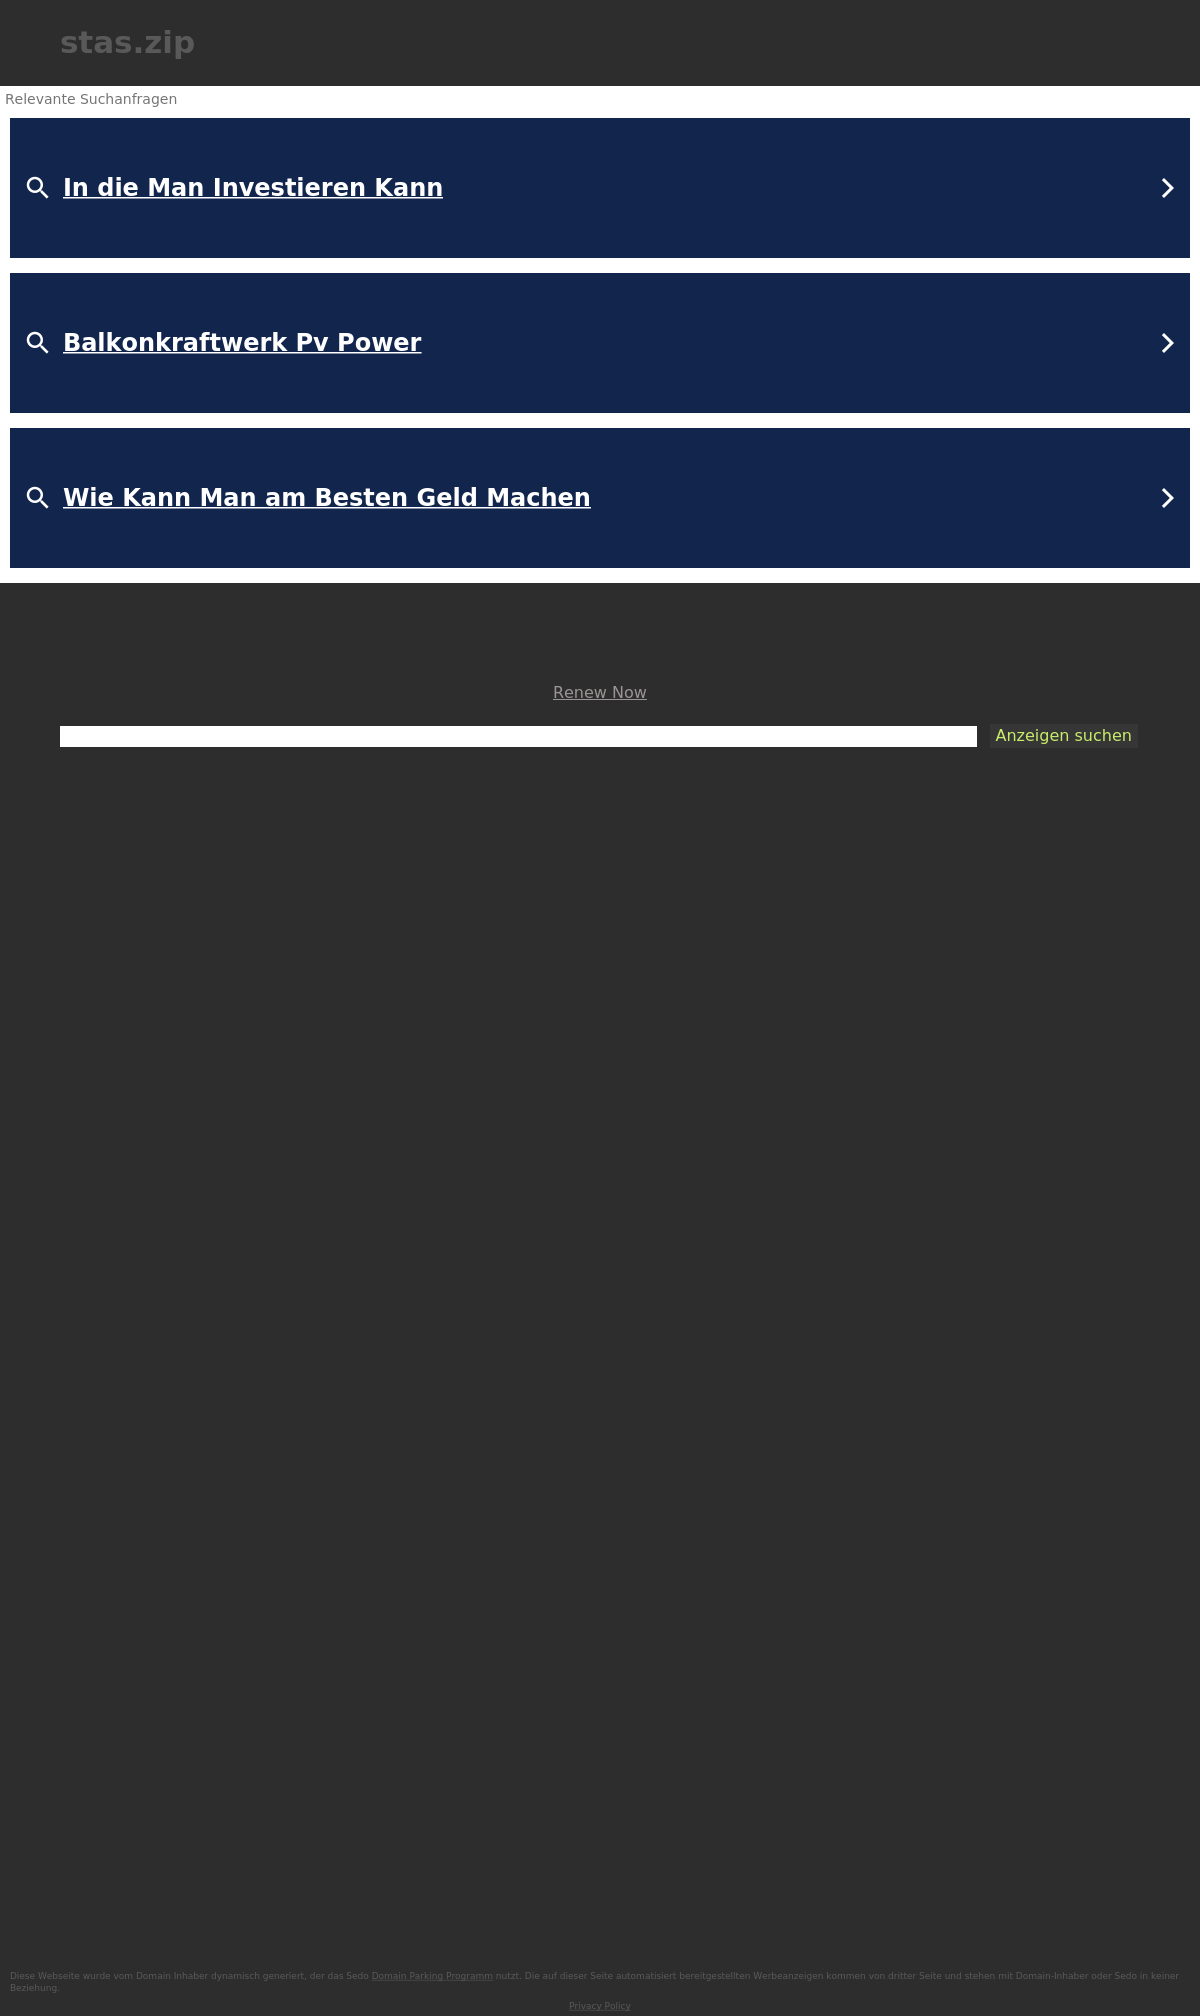 stas.zip
Relevante Suchanfragen
In die Man Investieren Kann
Balkonkraftwerk Pv Power
Wie Kann Man am Besten Geld Machen
Renew Now
Anzeigen suchen
Diese Webseite wurde vom Domain Inhaber dynamisch generiert, der das Sedo Domain Parking Programm nutzt. Die auf dieser Seite automatisiert bereitgestellten Werbeanzeigen kommen von dritter Seite und stehen mit Domain-Inhaber oder Sedo in keiner
Beziehung.
Privacy Policy